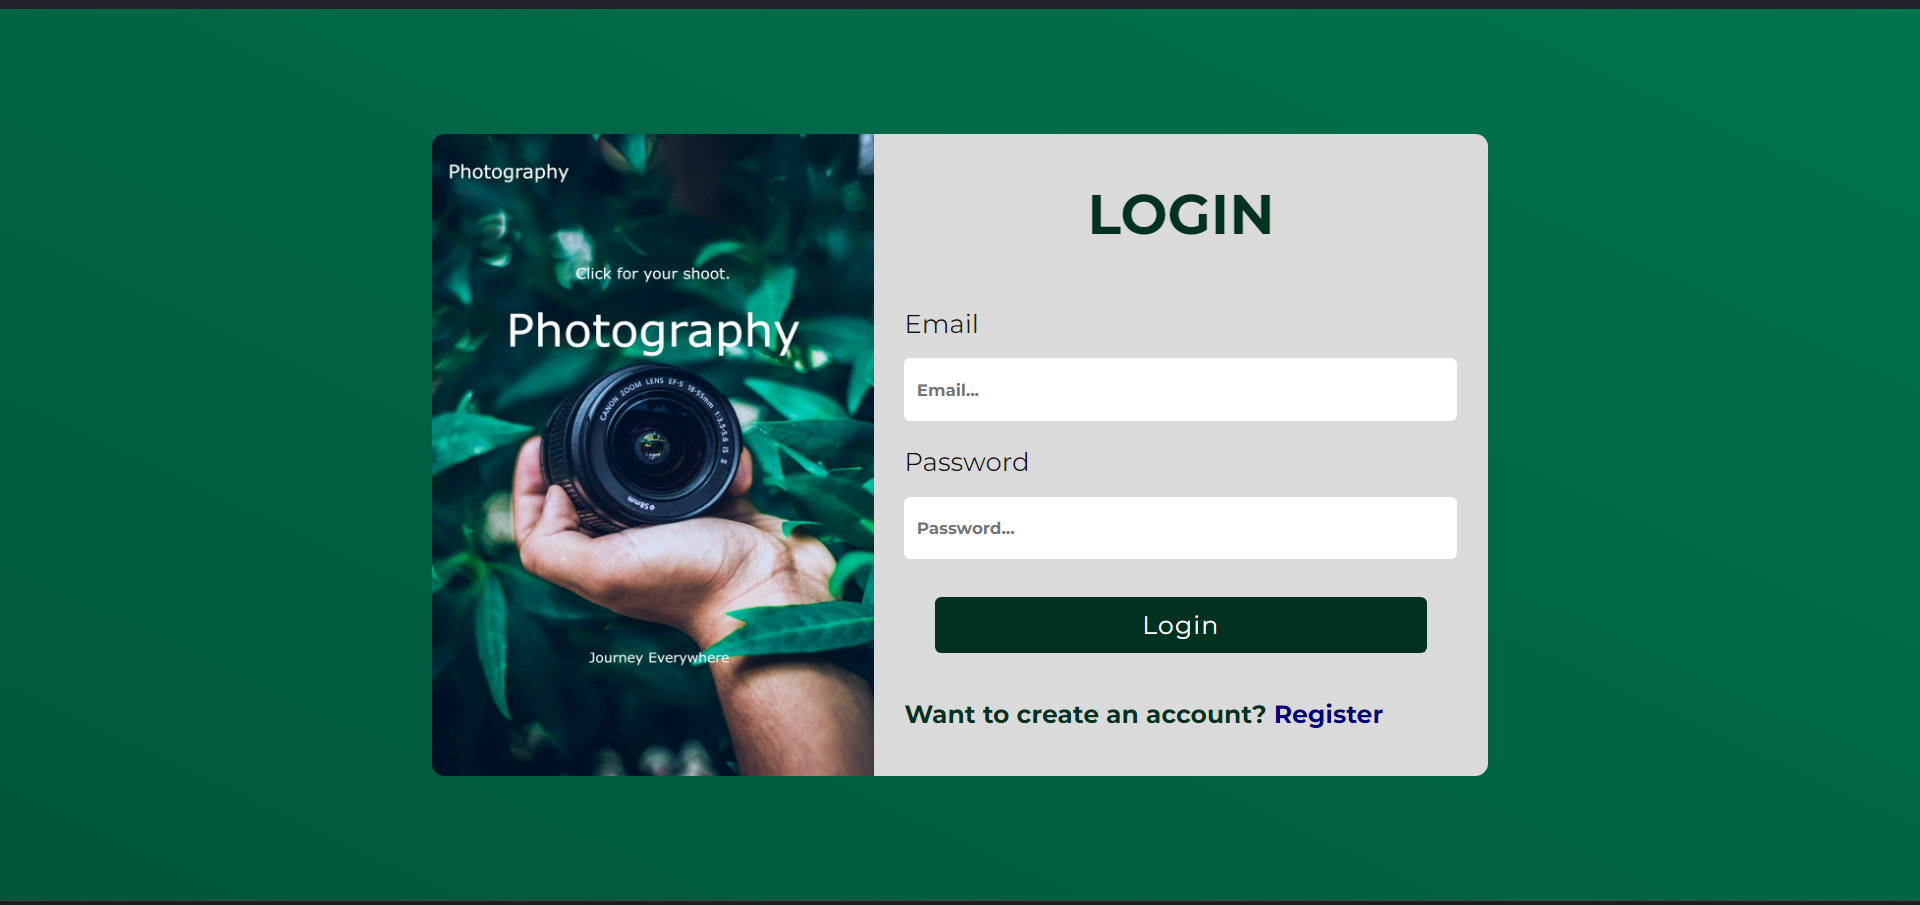 Photography
Click for your shoot.
Photography
CANON ZOOM LENS EF-S 18-55mm 1:3.5-5.6 IS II
Φ58mm
Journey Everywhere
LOGIN
Email
Email...
Password
Password...
Login
Want to create an account? Register